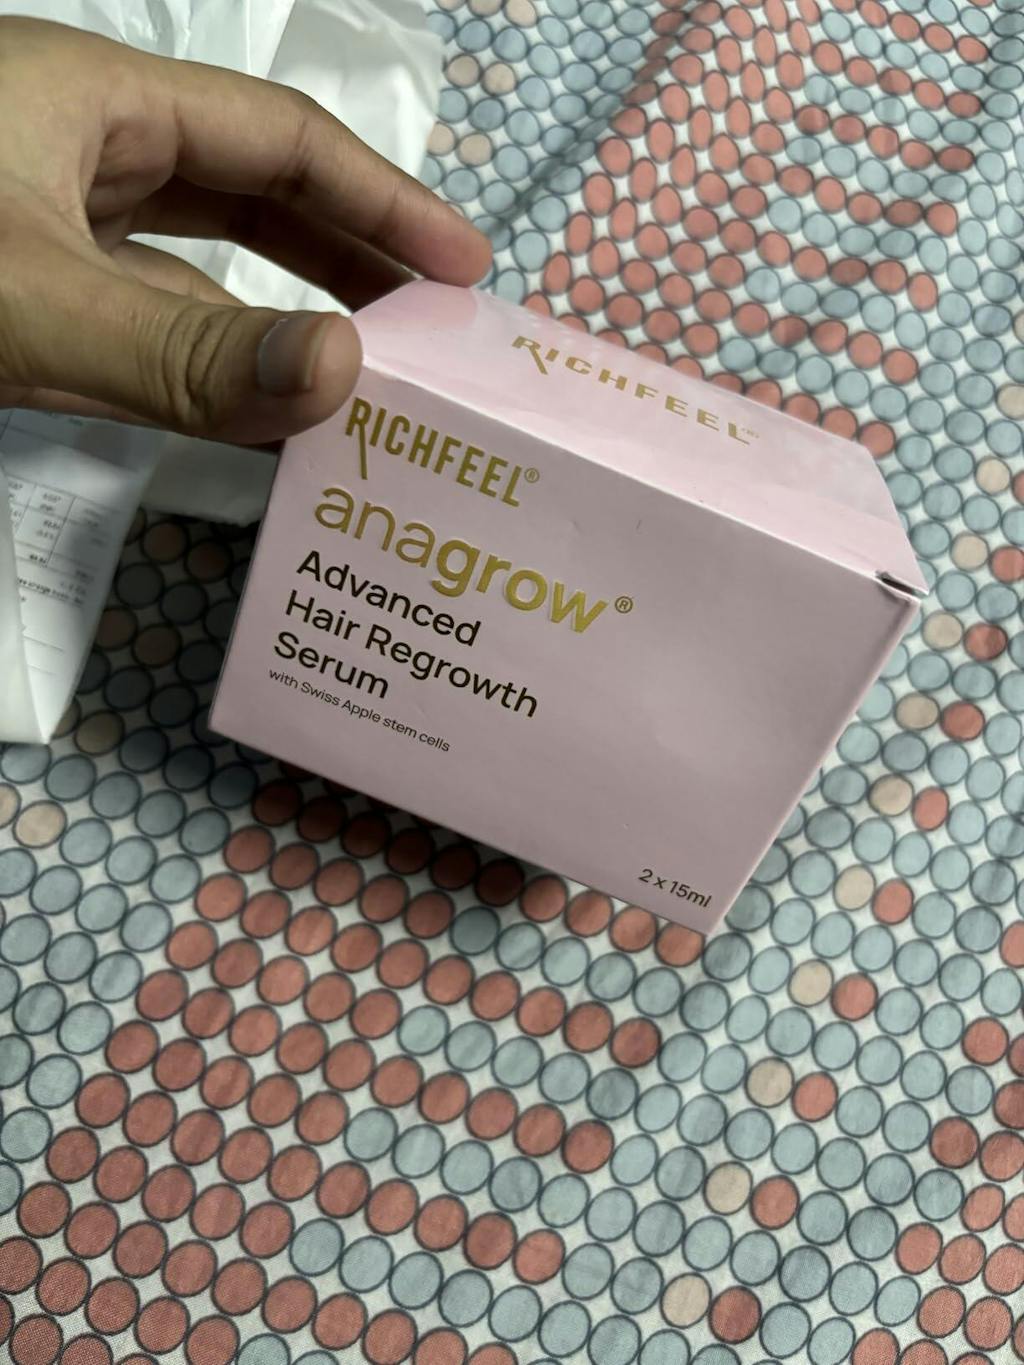 RICHFEEL
RICHFEEL®
anagrow®
Advanced
Hair Regrowth
Serum
with Swiss Apple stem cells
2 x 15ml